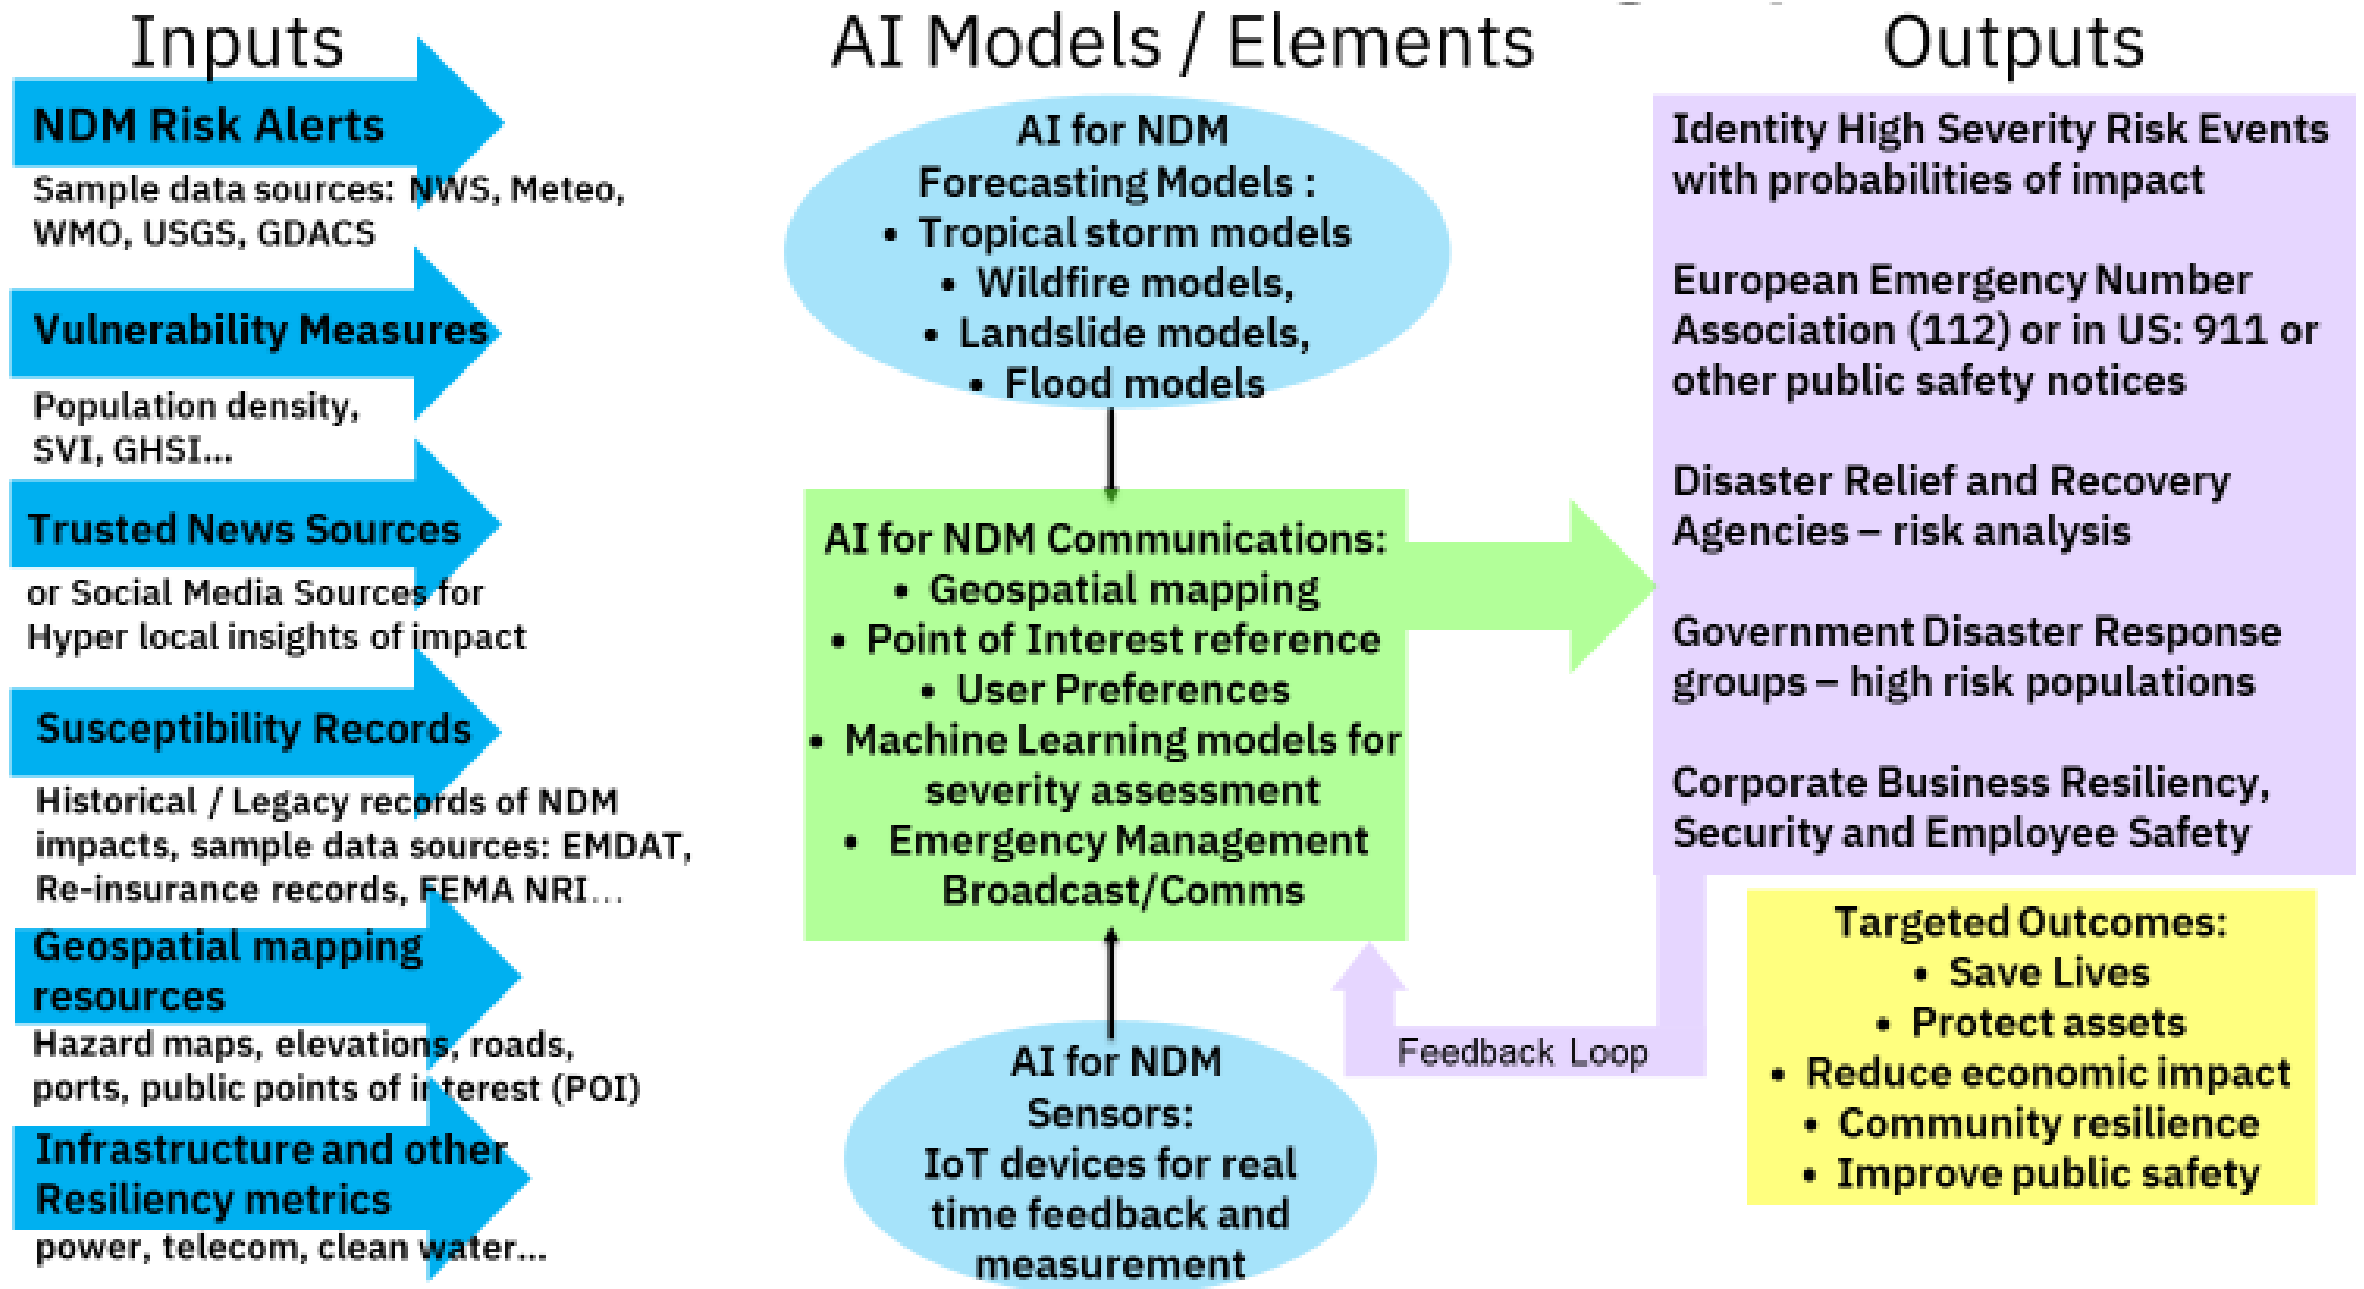 Inputs
NDM Risk Alerts
Sample data sources: NWS, Meteo,
WMO, USGS, GDACS
Vulnerability Measures
Population density,
SVI, GHSI...
Trusted News Sources
or Social Media Sources for
Hyper local insights of impact
Susceptibility Records
Historical / Legacy records of NDM
impacts, sample data sources: EMDAT,
Re-insurance records, FEMA NRI...
Geospatial mapping
resources
Hazard maps, elevations, roads,
ports, public points of interest (POI)
Infrastructure and other
Resiliency metrics
power, telecom, clean water...
AI Models / Elements
AI for NDM
Forecasting Models :
• Tropical storm models
• Wildfire models,
• Landslide models,
• Flood models
AI for NDM Communications:
• Geospatial mapping
• Point of Interest reference
• User Preferences
• Machine Learning models for
severity assessment
• Emergency Management
Broadcast/Comms
AI for NDM
Sensors:
IoT devices for real
time feedback and
measurement
Outputs
Identity High Severity Risk Events
with probabilities of impact
European Emergency Number
Association (112) or in US: 911 or
other public safety notices
Disaster Relief and Recovery
Agencies – risk analysis
Government Disaster Response
groups – high risk populations
Corporate Business Resiliency,
Security and Employee Safety
Feedback Loop
Targeted Outcomes:
• Save Lives
• Protect assets
• Reduce economic impact
• Community resilience
• Improve public safety